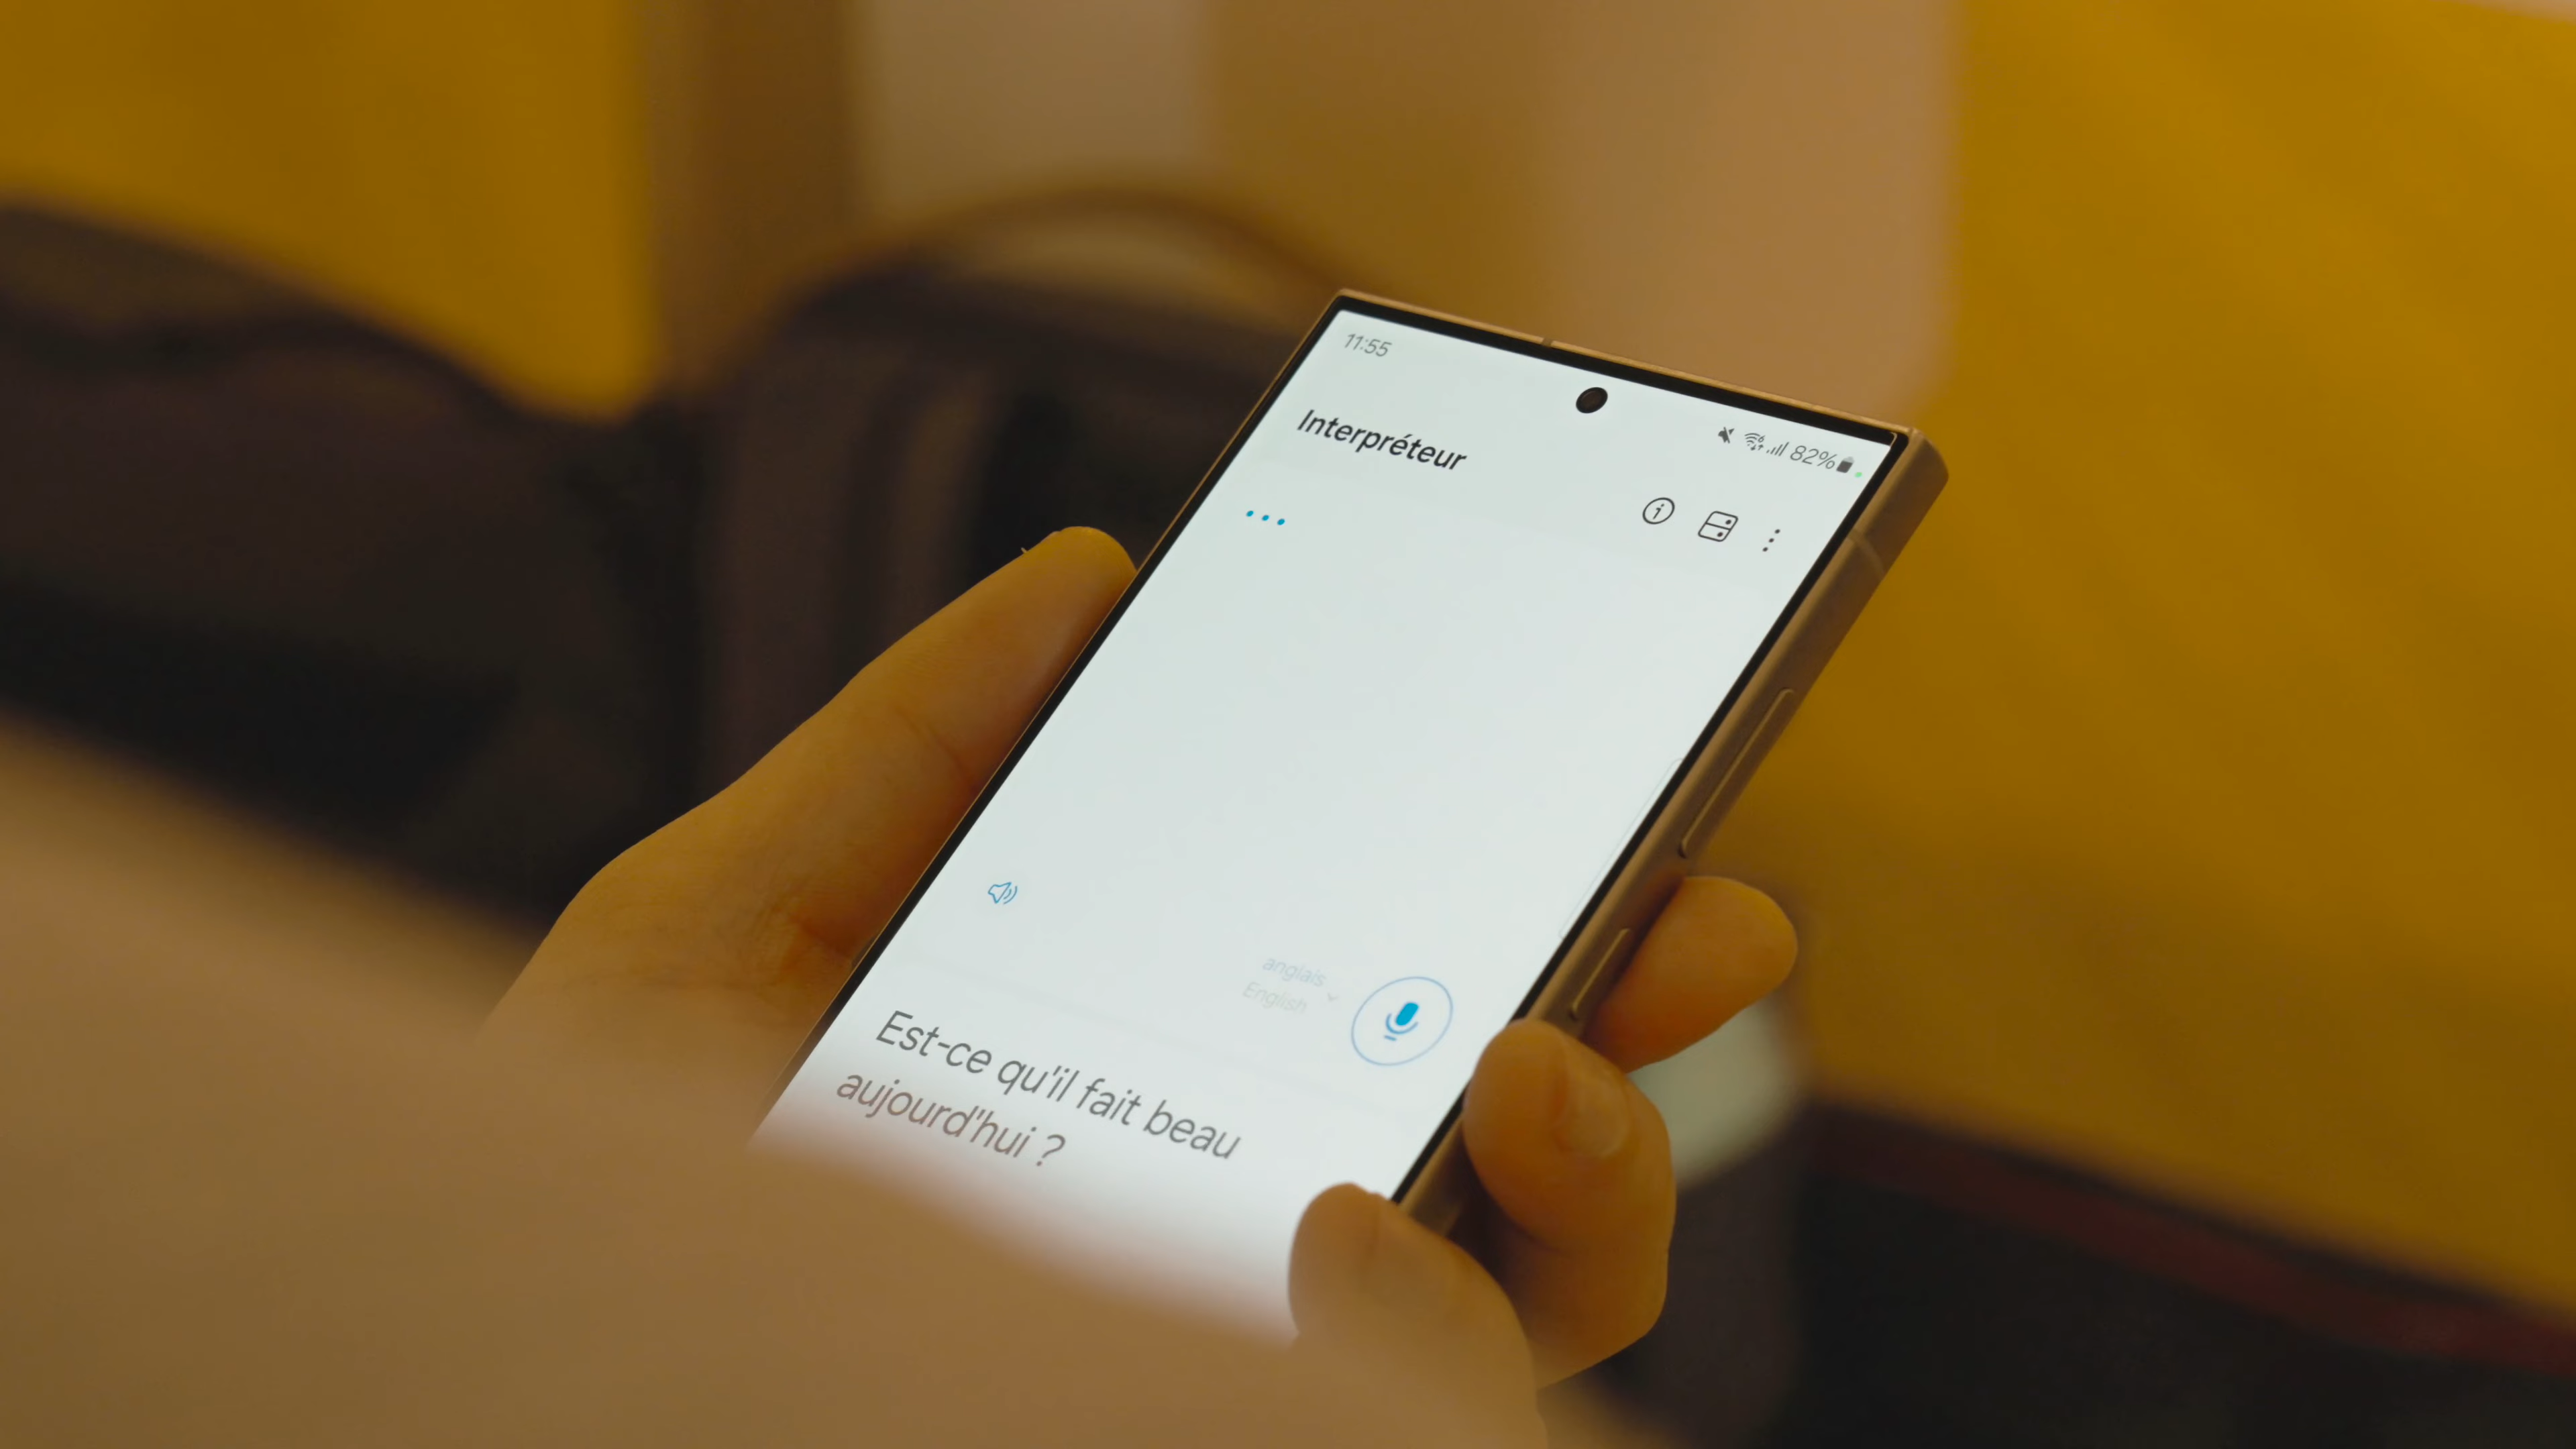 11:55
82%
Interpréteur
anglais
English
Est-ce qu'il fait beau
aujourd'hui ?